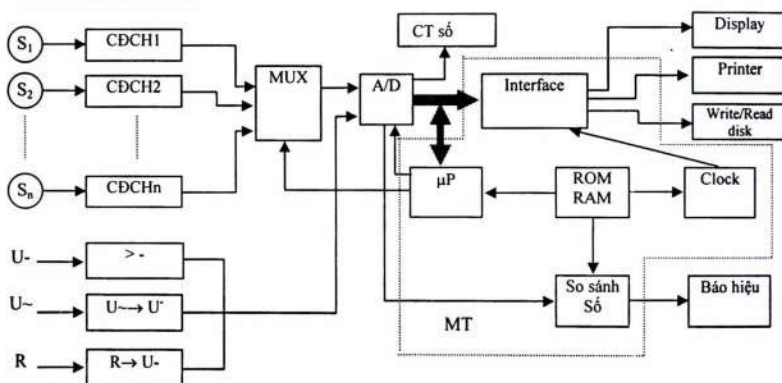 CT số
Display
S1
CĐCH1
MUX
A/D
Interface
Printer
S2
CĐCH2
Write/Read
disk
Sn
CĐCHn
μP
ROM
RAM
Clock
U-
> -
U~
U~→ U-
MT
So sánh
Số
Báo hiệu
R
R→ U-